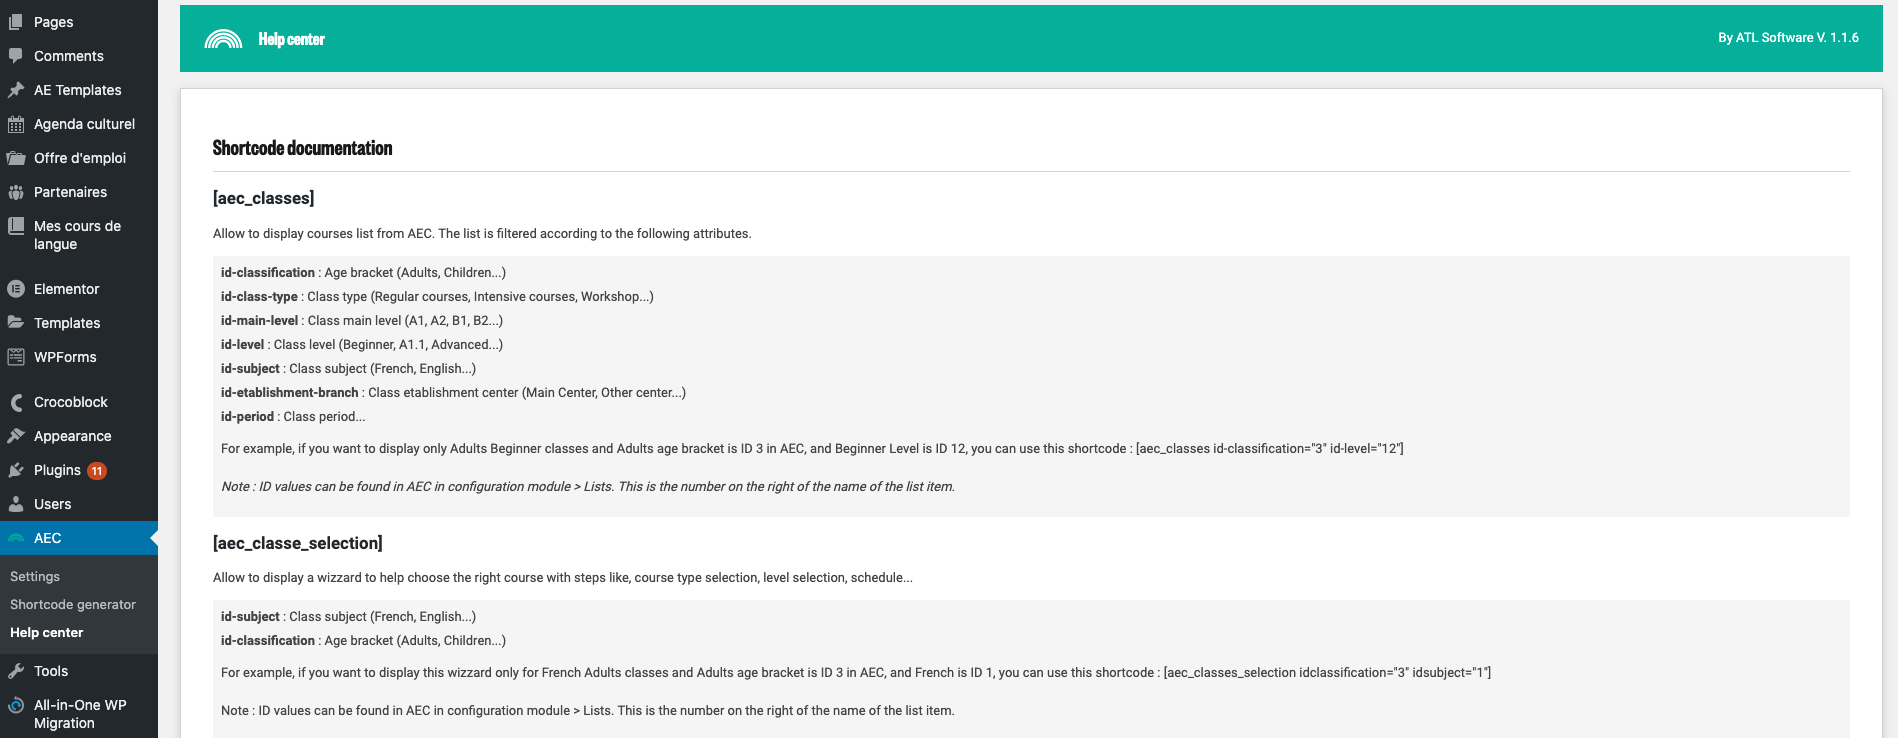 Pages
Comments
AE Templates
Agenda culturel
Offre d'emploi
Partenaires
Mes cours de
langue
Elementor
Templates
WPForms
Crocoblock
Appearance
Plugins 11
Users
AEC
Settings
Shortcode generator
Help center
Tools
All-in-One WP
Migration
Help center
By ATL Software V. 1.1.6
Shortcode documentation
[aec_classes]
Allow to display courses list from AEC. The list is filtered according to the following attributes.
id-classification : Age bracket (Adults, Children...)
id-class-type : Class type (Regular courses, Intensive courses, Workshop...)
id-main-level : Class main level (A1, A2, B1, B2...)
id-level : Class level (Beginner, A1.1, Advanced...)
id-subject : Class subject (French, English...)
id-etablishment-branch : Class etablishment center (Main Center, Other center...)
id-period : Class period...
For example, if you want to display only Adults Beginner classes and Adults age bracket is ID 3 in AEC, and Beginner Level is ID 12, you can use this shortcode : [aec_classes id-classification="3" id-level="12"]
Note : ID values can be found in AEC in configuration module > Lists. This is the number on the right of the name of the list item.
[aec_classe_selection]
Allow to display a wizzard to help choose the right course with steps like, course type selection, level selection, schedule...
id-subject : Class subject (French, English...)
id-classification : Age bracket (Adults, Children...)
For example, if you want to display this wizzard only for French Adults classes and Adults age bracket is ID 3 in AEC, and French is ID 1, you can use this shortcode : [aec_classes_selection idclassification="3" idsubject="1"]
Note : ID values can be found in AEC in configuration module > Lists. This is the number on the right of the name of the list item.